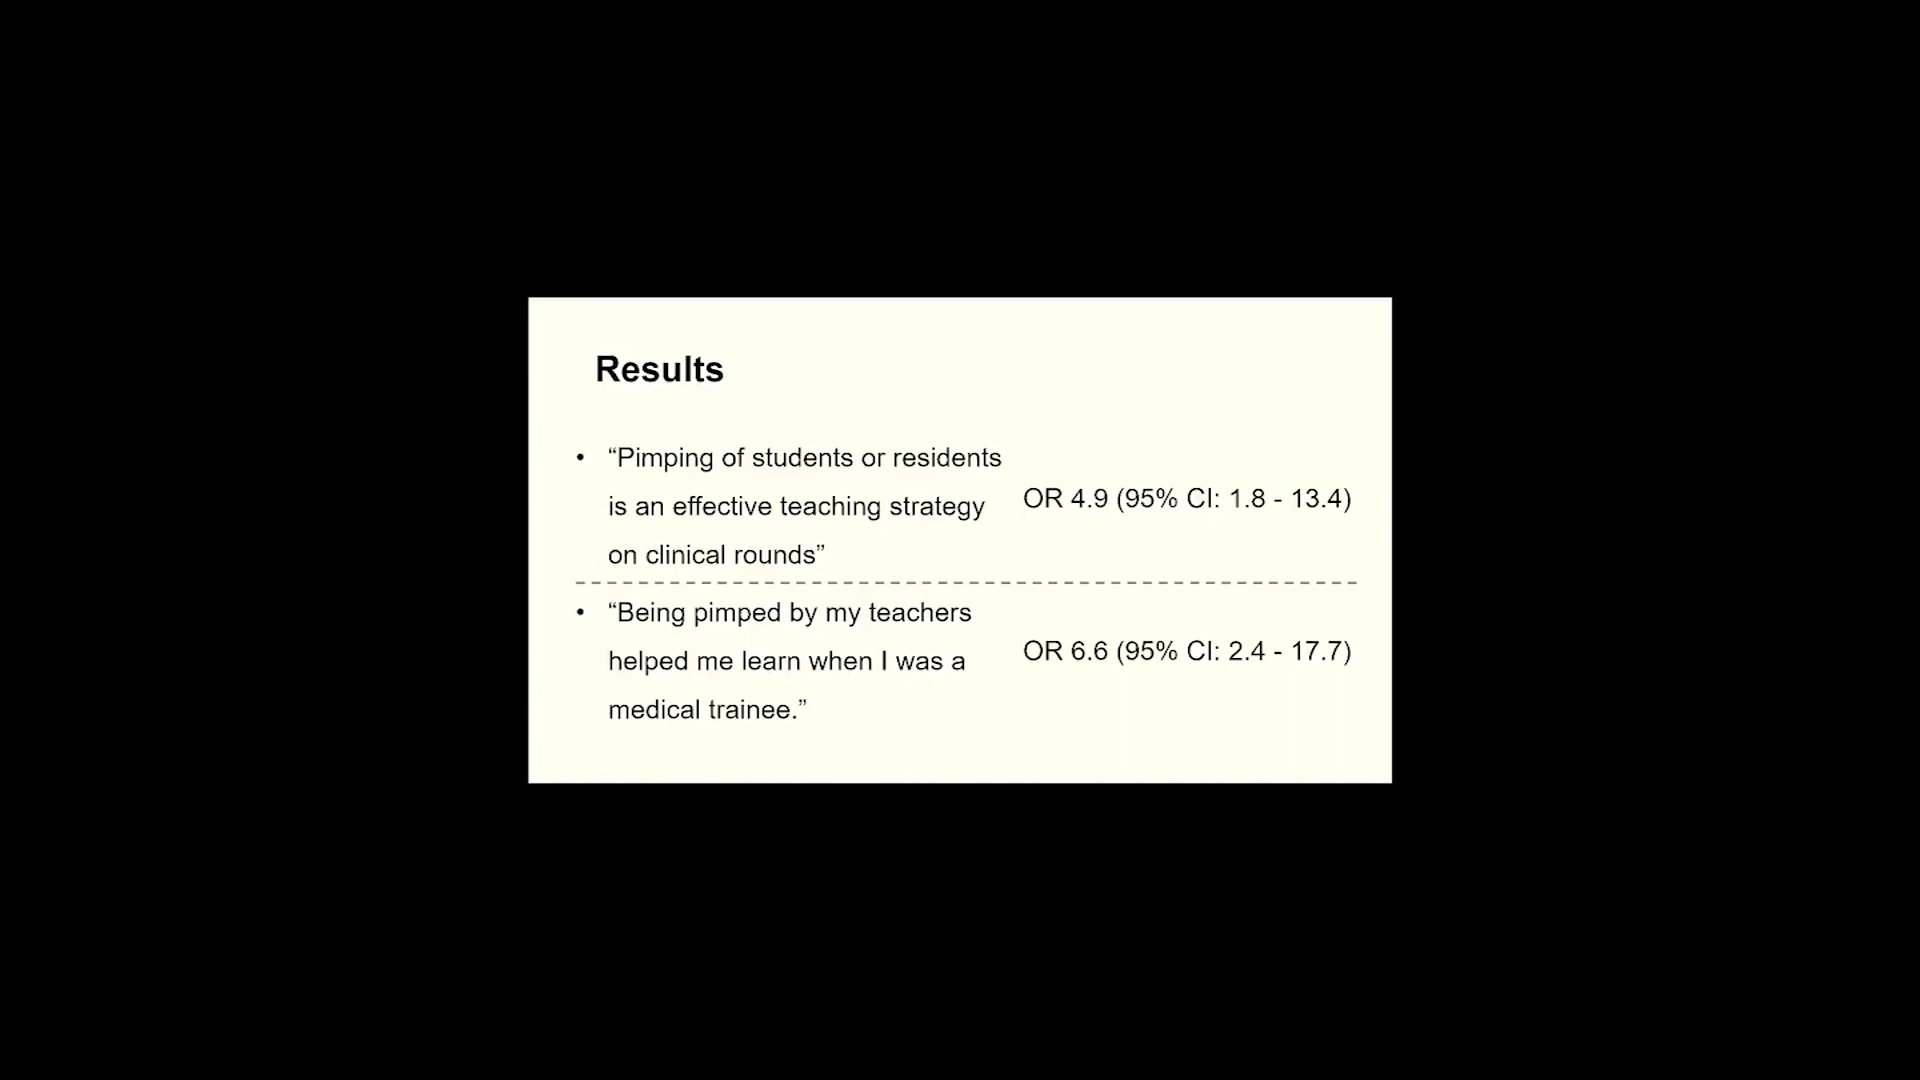 Results
• “Pimping of students or residents
is an effective teaching strategy
on clinical rounds”
OR 4.9 (95% CI: 1.8 - 13.4)
• “Being pimped by my teachers
helped me learn when I was a
medical trainee.”
OR 6.6 (95% CI: 2.4 - 17.7)